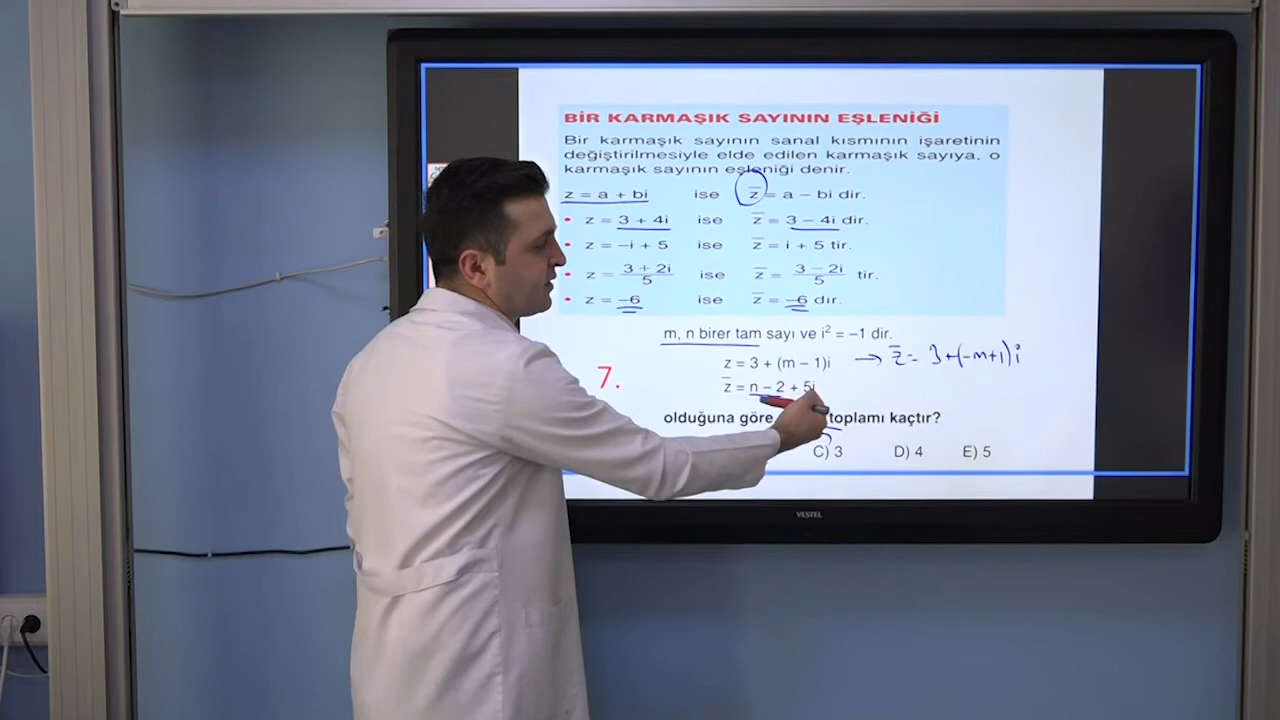 BİR KARMAŞIK SAYININ EŞLENİĞİ
Bir karmaşık sayının sanal kısmının işaretinin
değiştirilmesiyle elde edilen karmaşık sayıya, o
karmaşık sayının eşleniği denir.
z = a + bi ise z̅ = a – bi dir.
• z = 3 + 4i ise z̅ = 3 – 4i dir.
• z = –i + 5 ise z̅ = i + 5 tir.
• z = (3 + 2i)/5 ise z̅ = (3 – 2i)/5 tir.
• z = –6 ise z̅ = –6 dır.
m, n birer tam sayı ve i² = –1 dir.
z = 3 + (m – 1)i → z̅ = 3+(-m+1)i
7.
z̅ = n – 2 + 5i
olduğuna göre toplamı kaçtır?
C) 3 D) 4 E) 5
VESTEL